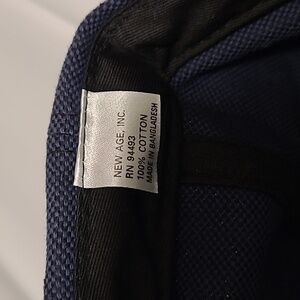 NEW AGE, INC.
RN 94493
100% COTTON
MADE IN BANGLADESH